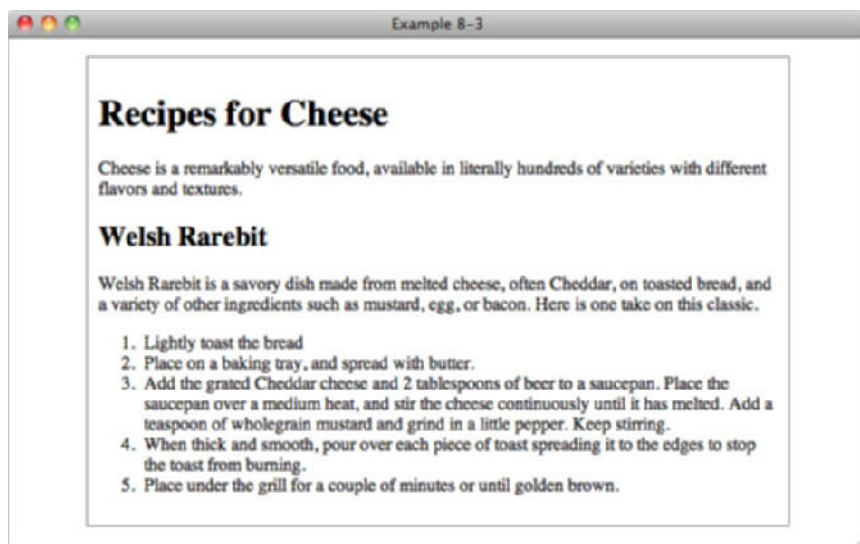 Example 8-3
Recipes for Cheese
Cheese is a remarkably versatile food, available in literally hundreds of varieties with different
flavors and textures.
Welsh Rarebit
Welsh Rarebit is a savory dish made from melted cheese, often Cheddar, on toasted bread, and
a variety of other ingredients such as mustard, egg, or bacon. Here is one take on this classic.
1. Lightly toast the bread
2. Place on a baking tray, and spread with butter.
3. Add the grated Cheddar cheese and 2 tablespoons of beer to a saucepan. Place the
saucepan over a medium heat, and stir the cheese continuously until it has melted. Add a
teaspoon of wholegrain mustard and grind in a little pepper. Keep stirring.
4. When thick and smooth, pour over each piece of toast spreading it to the edges to stop
the toast from burning.
5. Place under the grill for a couple of minutes or until golden brown.